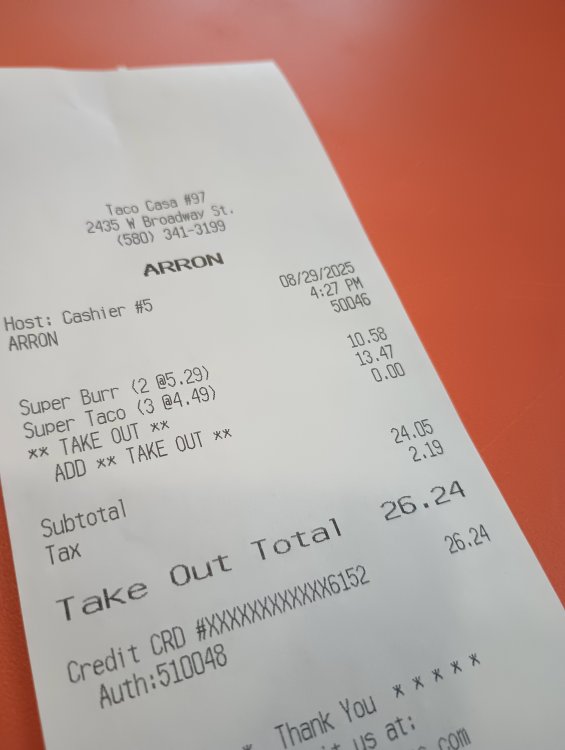 Taco Casa #97
2435 W Broadway St.
(580) 341-3199
ARRON
08/29/2025
Host: Cashier #5 4:27 PM
ARRON 50046
Super Burr (2 @5.29) 10.58
Super Taco (3 @4.49) 13.47
** TAKE OUT ** 0.00
ADD ** TAKE OUT **
Subtotal 24.05
Tax 2.19
Take Out Total 26.24
Credit CRD #XXXXXXXXXXXX6152 26.24
Auth:510048
* Thank You * * * * *
us at:
.com